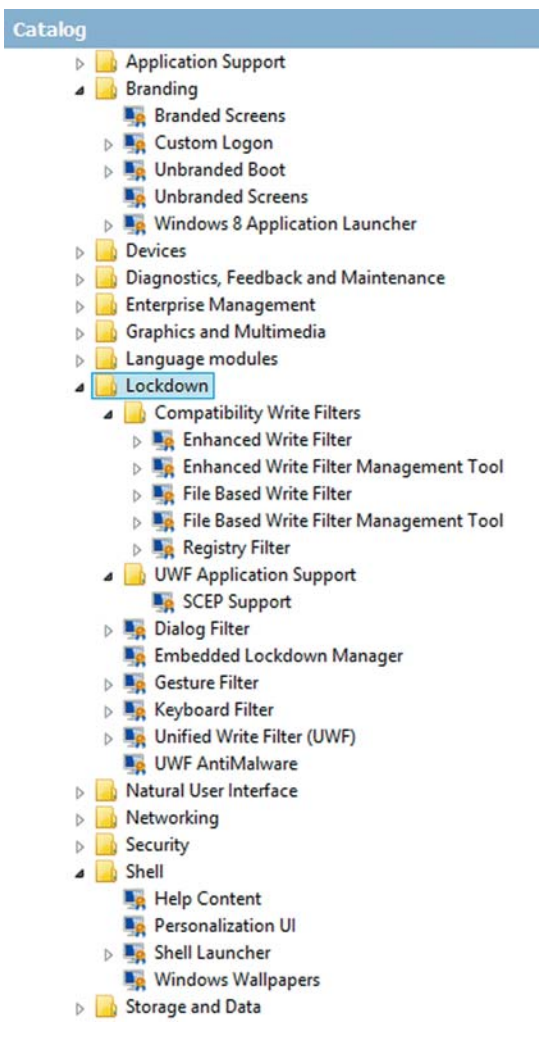 Catalog
Application Support
Branding
Branded Screens
Custom Logon
Unbranded Boot
Unbranded Screens
Windows 8 Application Launcher
Devices
Diagnostics, Feedback and Maintenance
Enterprise Management
Graphics and Multimedia
Language modules
Lockdown
Compatibility Write Filters
Enhanced Write Filter
Enhanced Write Filter Management Tool
File Based Write Filter
File Based Write Filter Management Tool
Registry Filter
UWF Application Support
SCEP Support
Dialog Filter
Embedded Lockdown Manager
Gesture Filter
Keyboard Filter
Unified Write Filter (UWF)
UWF AntiMalware
Natural User Interface
Networking
Security
Shell
Help Content
Personalization UI
Shell Launcher
Windows Wallpapers
Storage and Data